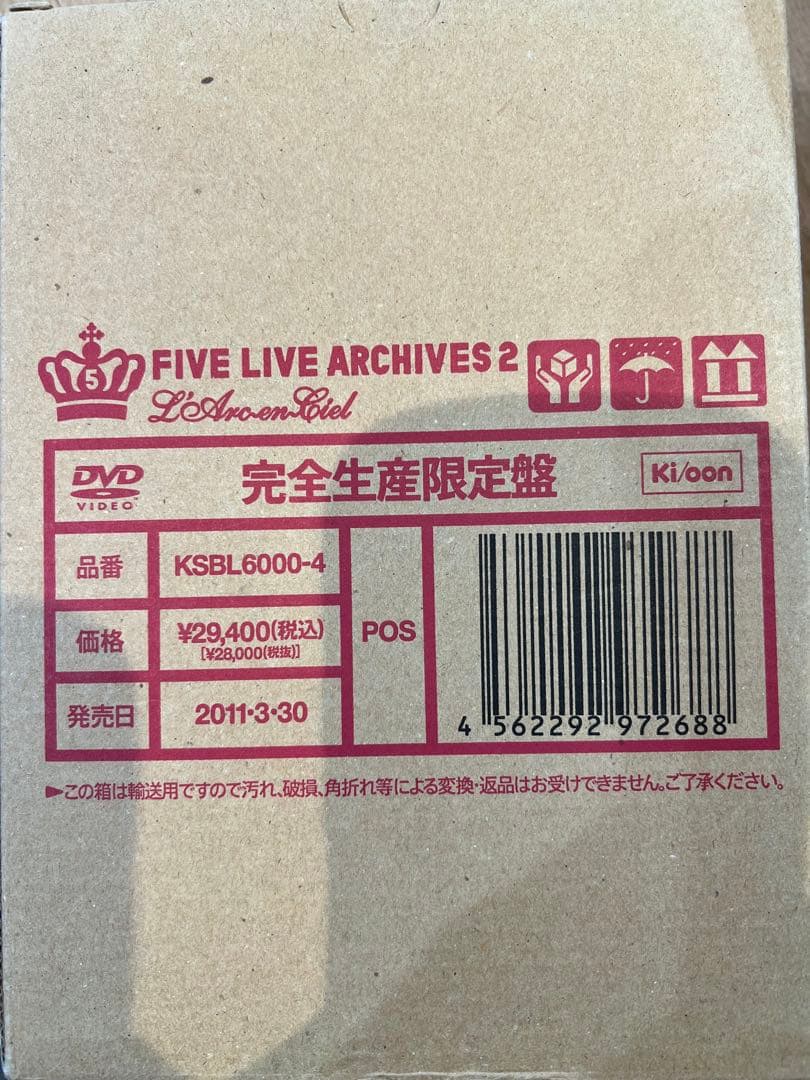 5
FIVE LIVE ARCHIVES 2
L'Arc~en~Ciel
DVD VIDEO
完全生産限定盤
Ki/oon
品番 KSBL6000-4
価格 ¥29,400(税込)
[¥28,000(税抜)]
発売日 2011・3・30
POS
4 562292 972688
▶この箱は輸送用ですので汚れ、破損、角折れ等による変換・返品はお受けできません。ご了承ください。